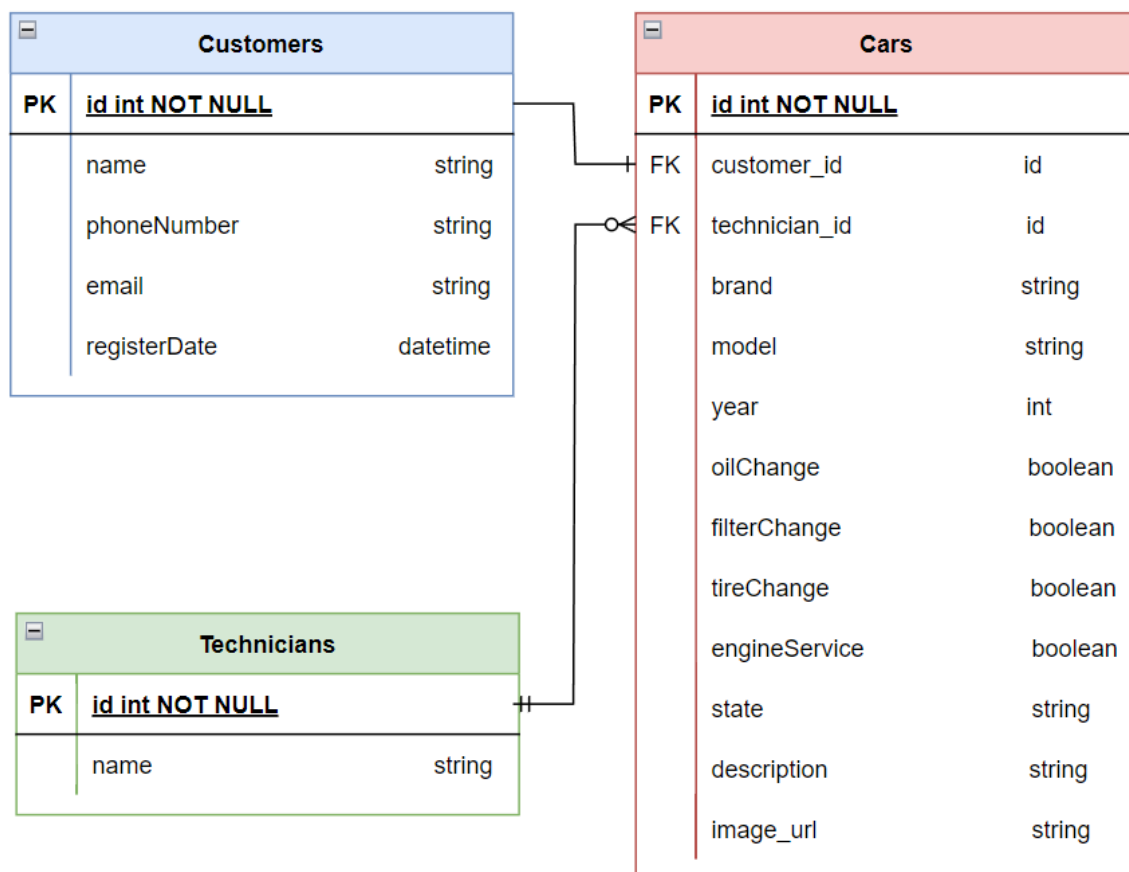 Customers
PK id int NOT NULL
name string
phoneNumber string
email string
registerDate datetime
Cars
PK id int NOT NULL
FK customer_id id
FK technician_id id
brand string
model string
year int
oilChange boolean
filterChange boolean
tireChange boolean
engineService boolean
state string
description string
image_url string
Technicians
PK id int NOT NULL
name string